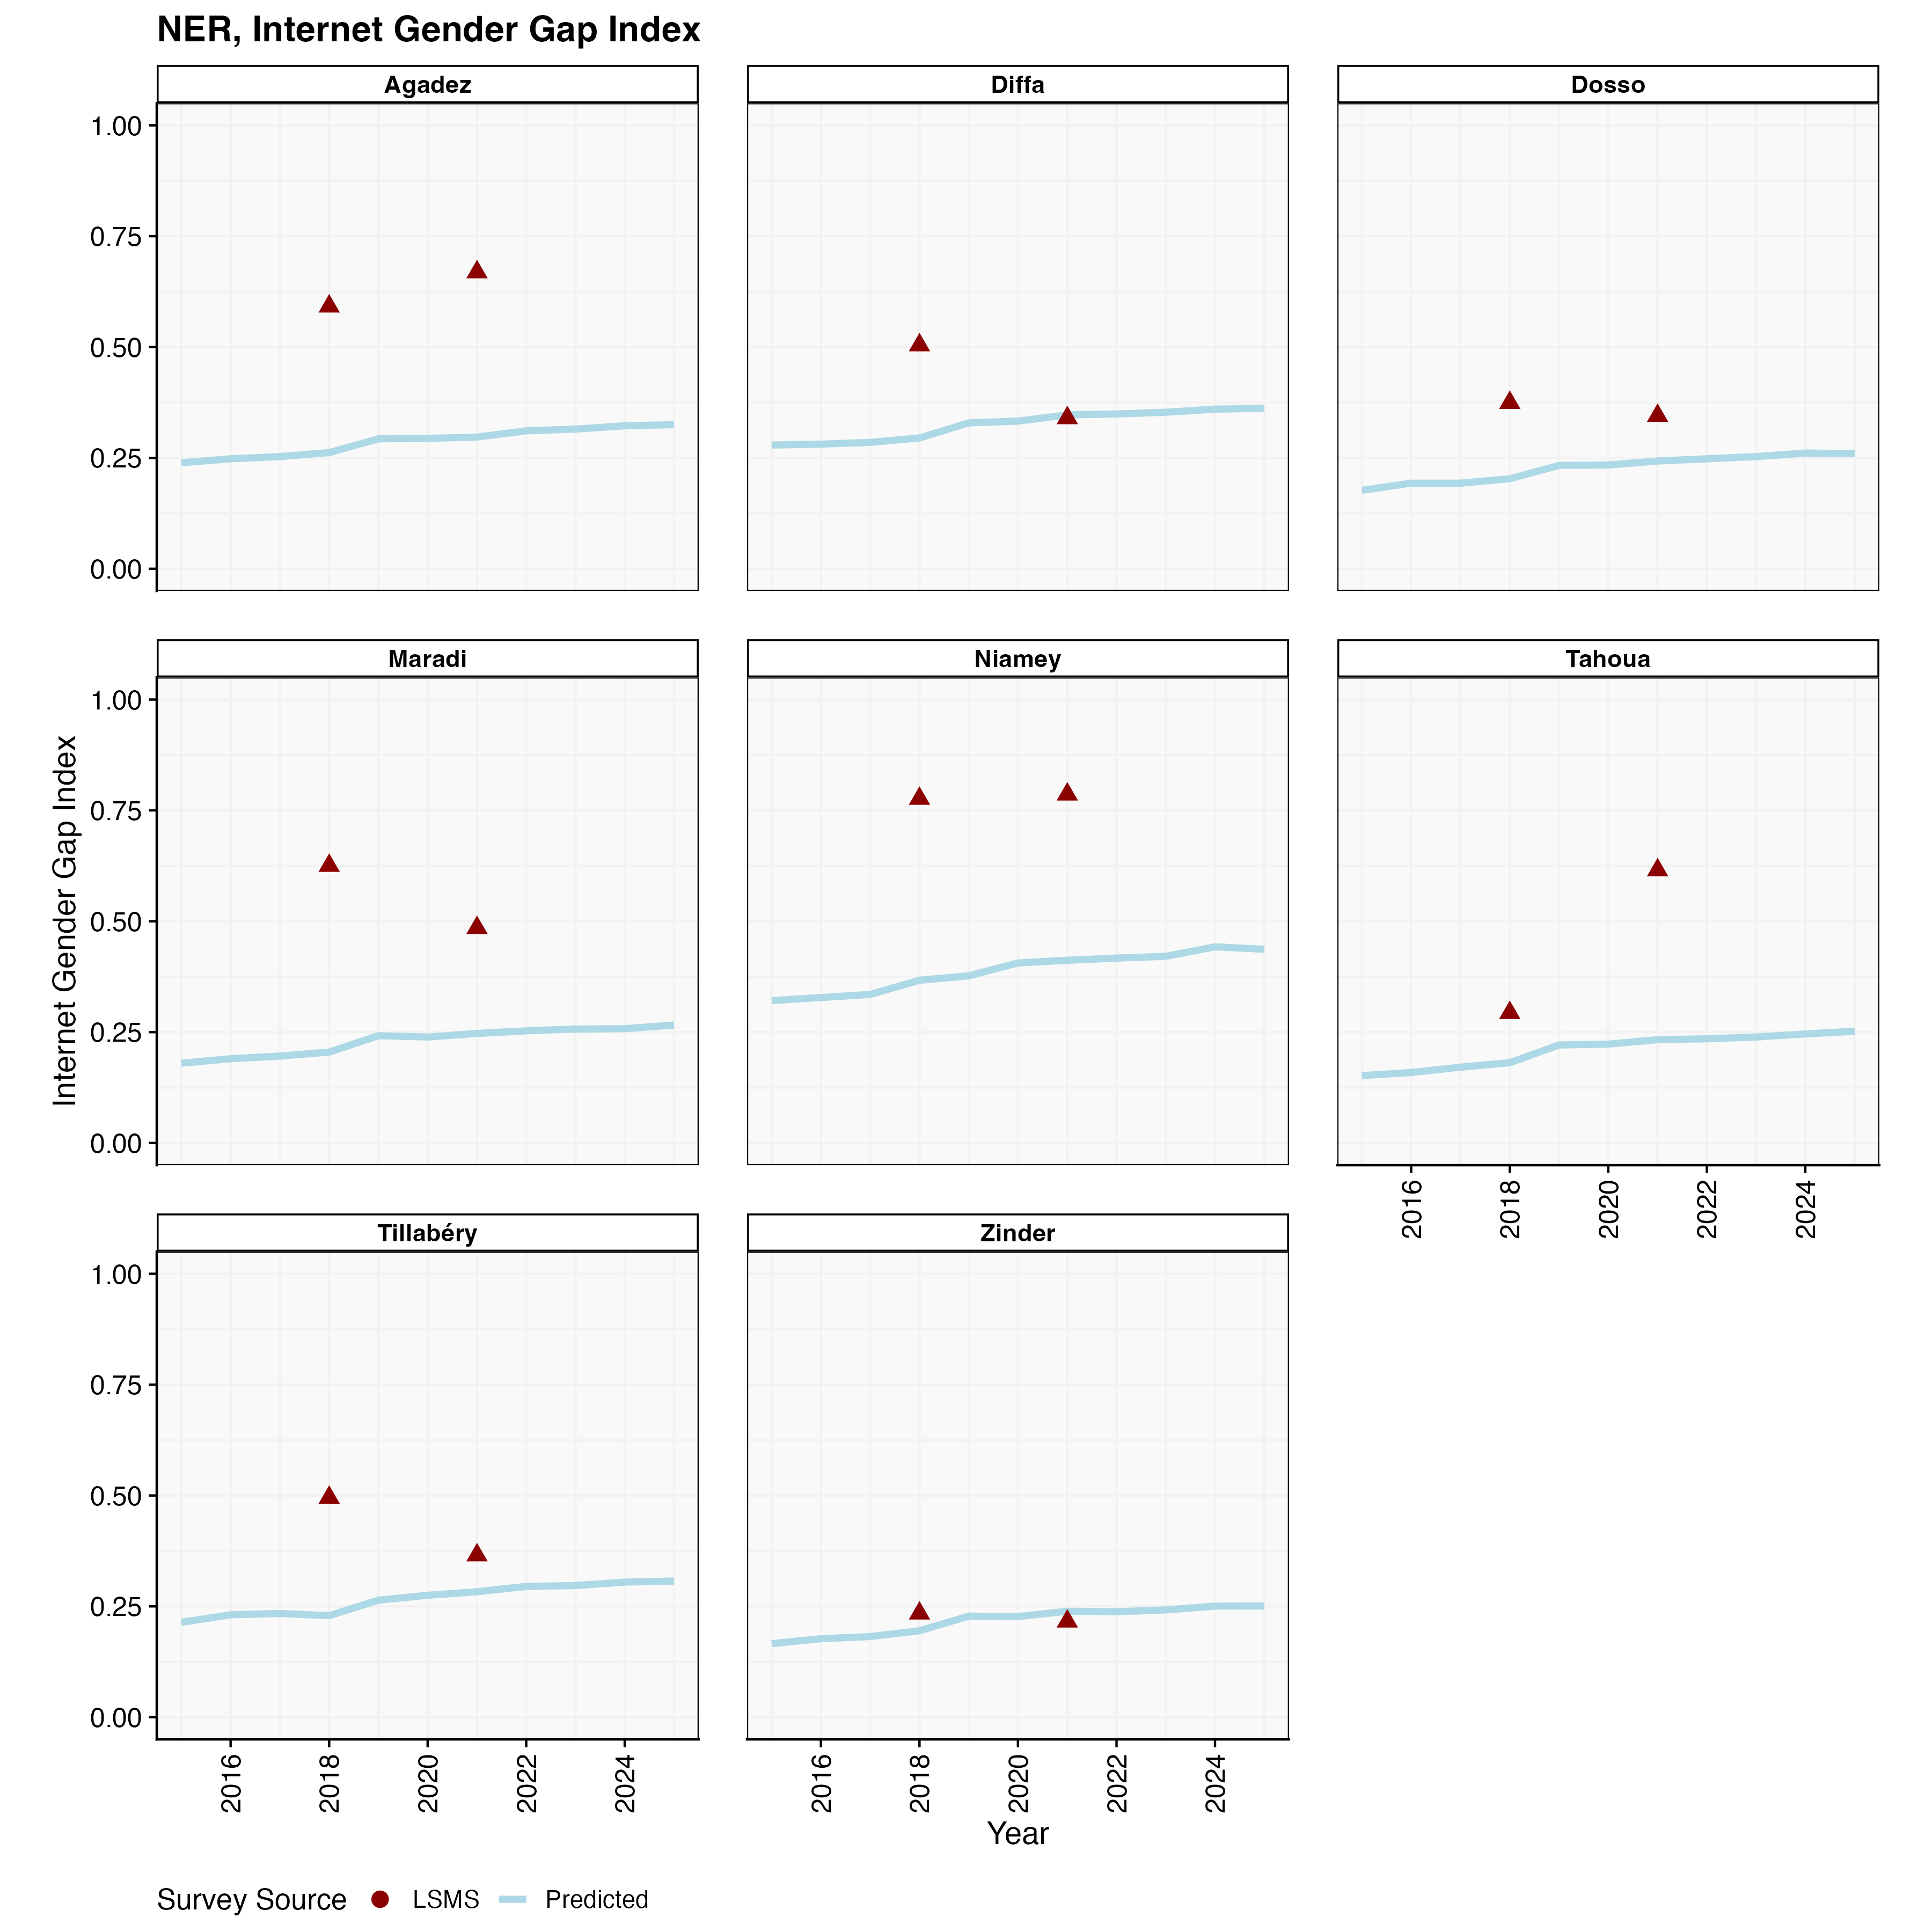 NER, Internet Gender Gap Index
Agadez
Diffa
Dosso
1.00
0.75
0.50
0.25
0.00
Maradi
Niamey
Tahoua
Internet Gender Gap Index
1.00
0.75
0.50
0.25
0.00
2016 2018 2020 2022 2024
Tillabéry
Zinder
1.00
0.75
0.50
0.25
0.00
2016 2018 2020 2022 2024
2016 2018 2020 2022 2024
Year
Survey Source LSMS Predicted